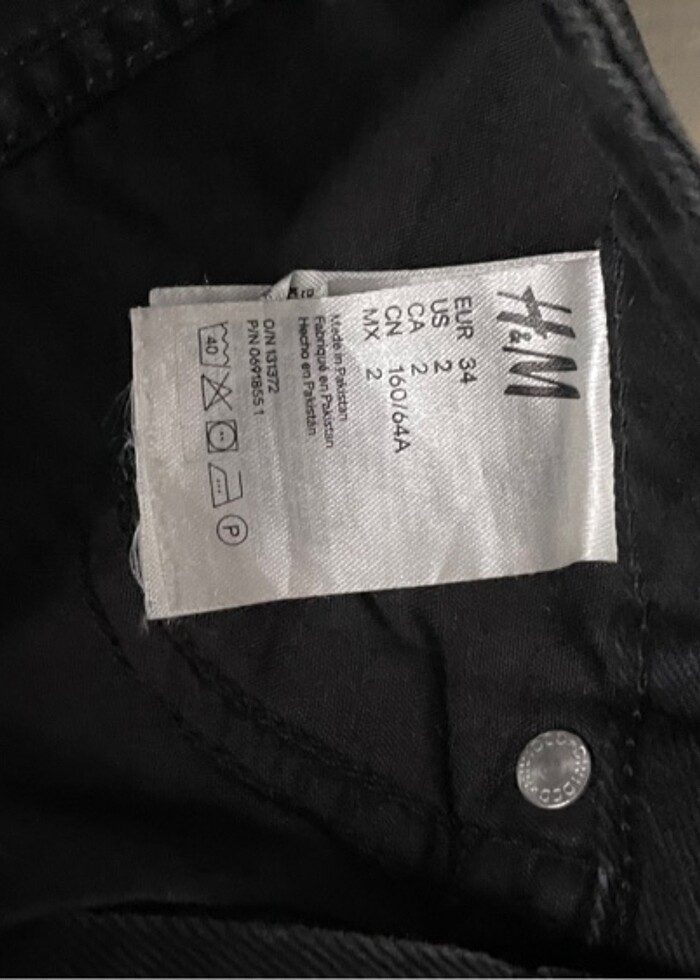 H&M
EUR 34
US 2
CA 2
CN 160/64A
MX 2
Made in Pakistan
Fabriqué en Pakistan
Hecho en Pakistán
O/N 131372
P/N 0691855 1
40
P